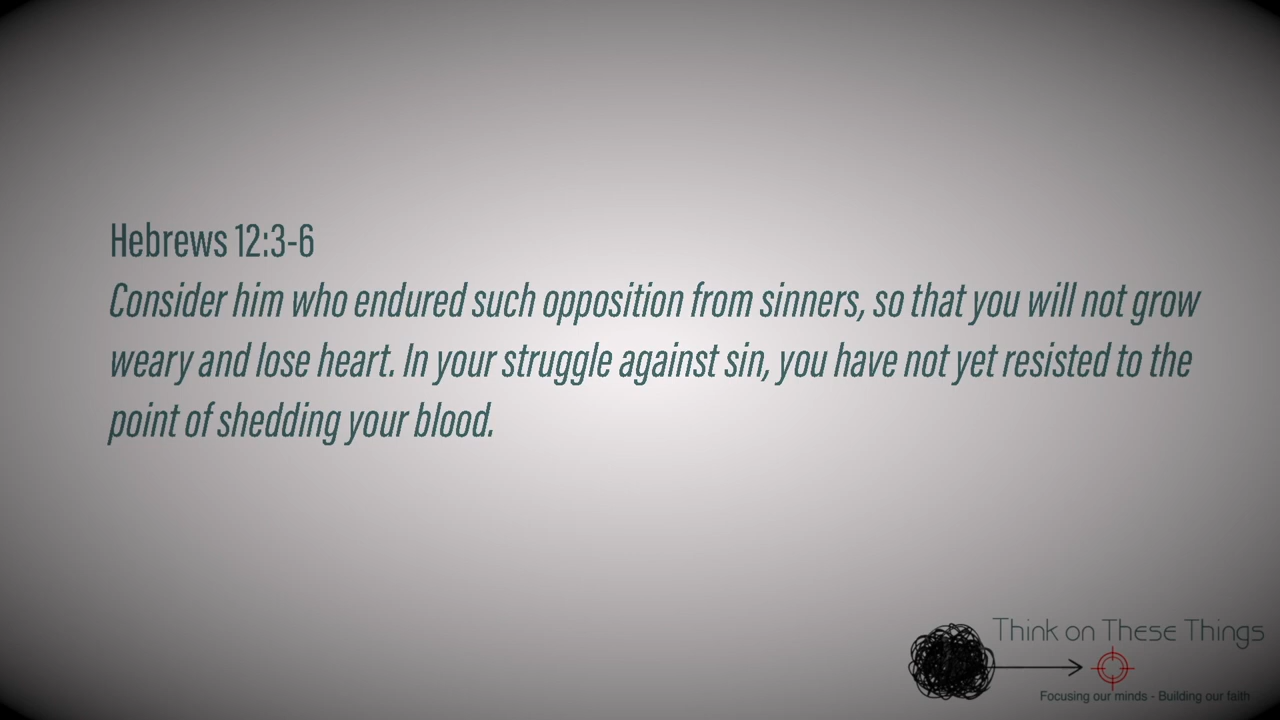 Hebrews 12:3-6
Consider him who endured such opposition from sinners, so that you will not grow
weary and lose heart. In your struggle against sin, you have not yet resisted to the
point of shedding your blood.
Think on These Things
Focusing our minds - Building our faith